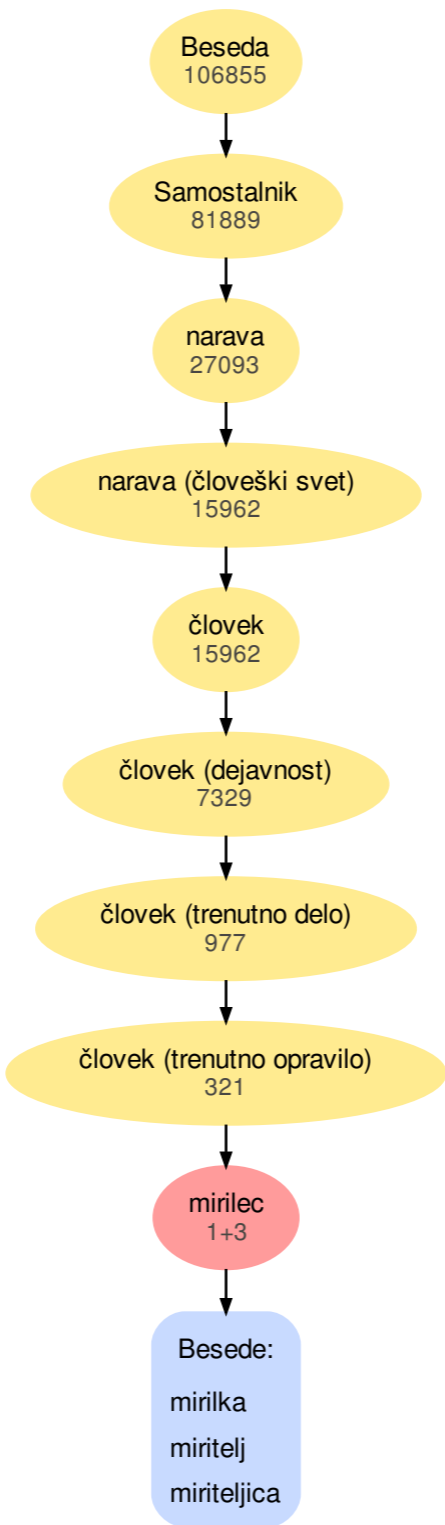 Beseda
106855
Samostalnik
81889
narava
27093
narava (človeški svet)
15962
človek
15962
človek (dejavnost)
7329
človek (trenutno delo)
977
človek (trenutno opravilo)
321
mirilec
1+3
Besede:
mirilka
miritelj
miriteljica